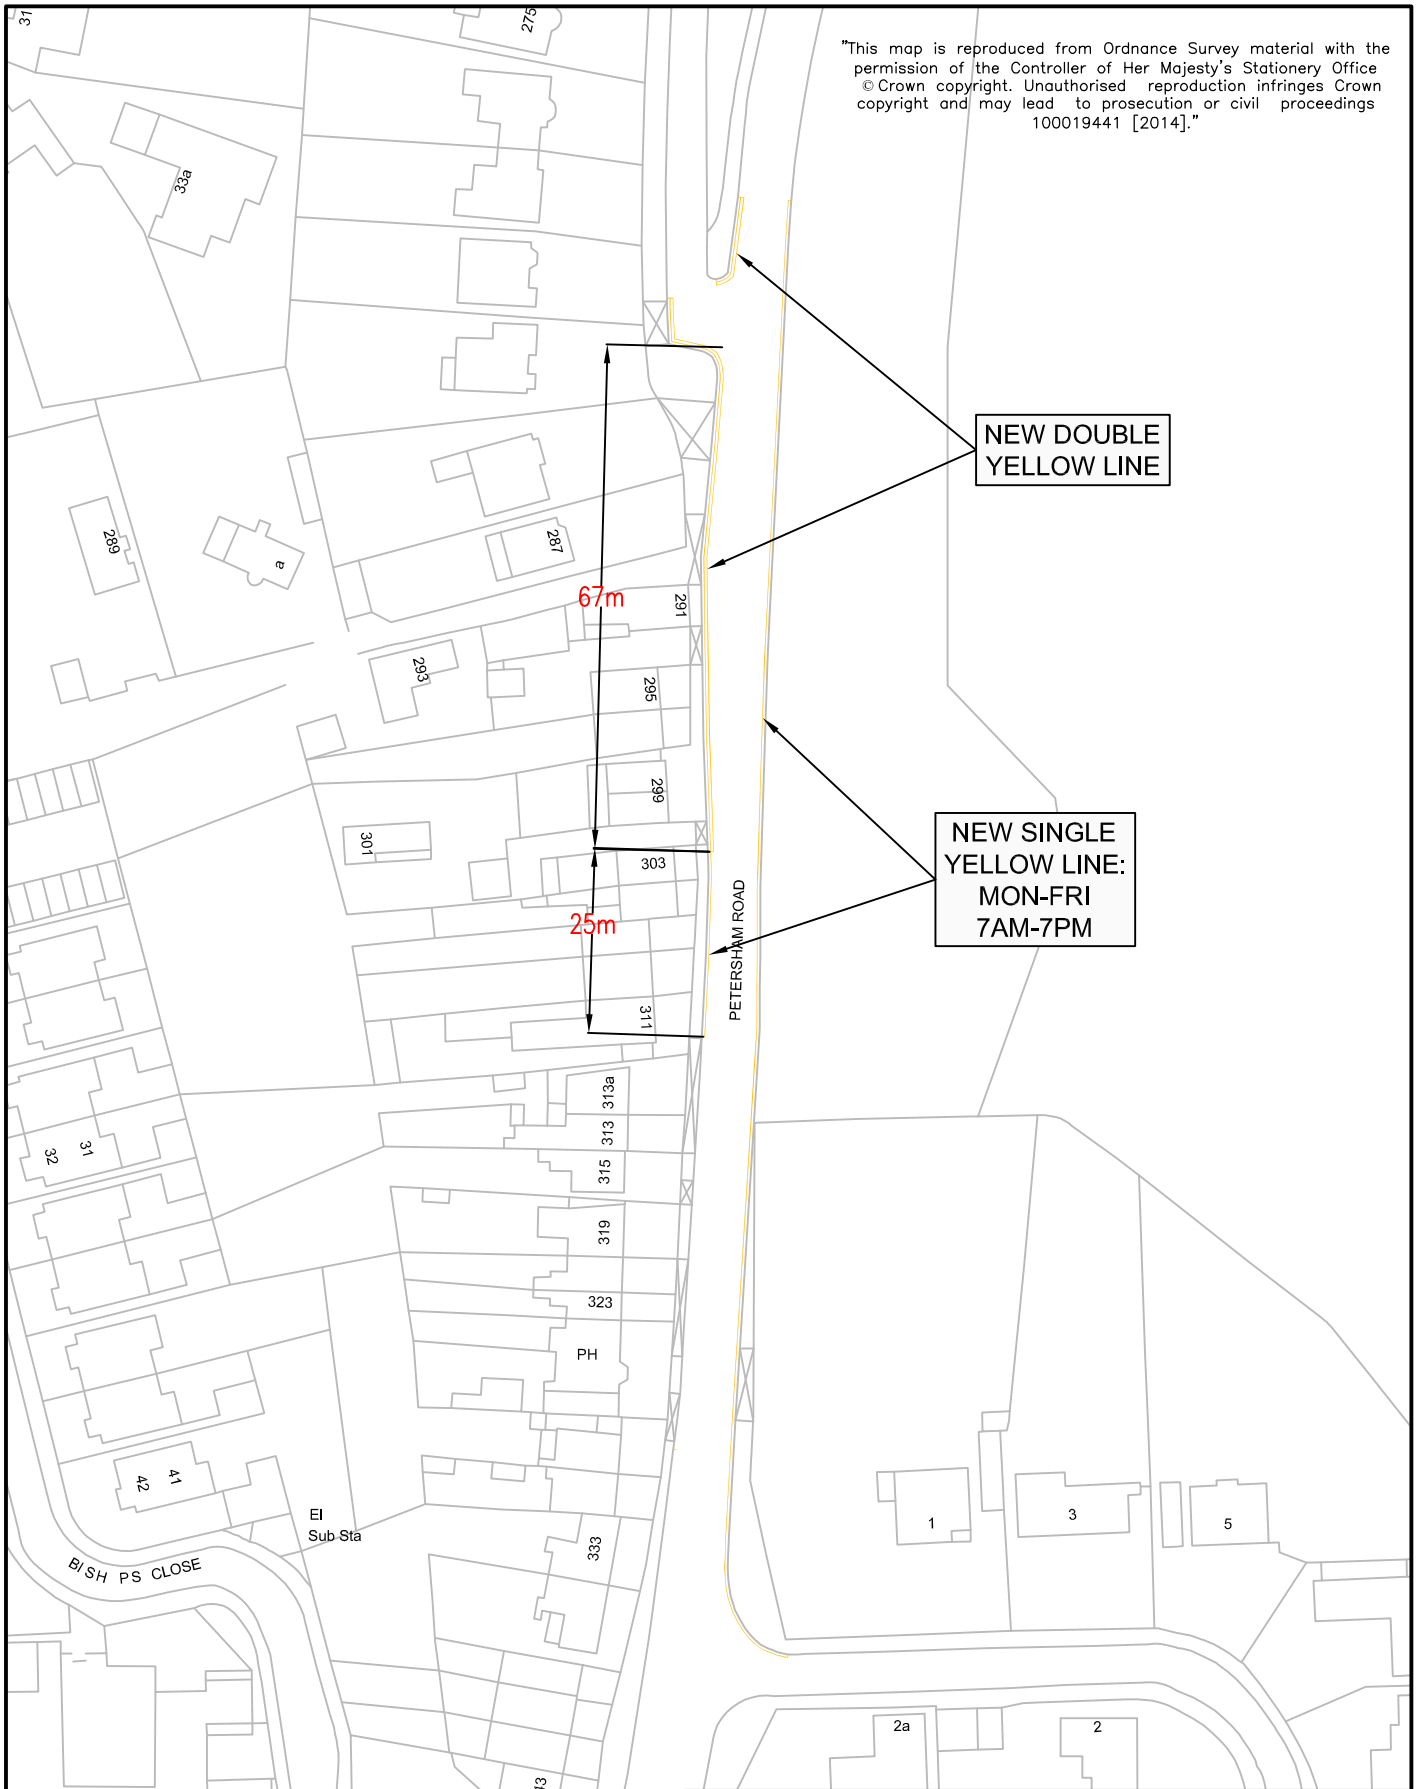 31
275
"This map is reproduced from Ordnance Survey material with the
permission of the Controller of Her Majesty's Stationery Office
© Crown copyright. Unauthorised reproduction infringes Crown
copyright and may lead to prosecution or civil proceedings
100019441 [2014]."
33a
NEW DOUBLE
YELLOW LINE
289
a
287
67m
291
293
295
299
301
303
NEW SINGLE
YELLOW LINE:
MON-FRI
7AM-7PM
25m
PETERSHAM ROAD
311
313a
313
32
31
315
319
323
PH
42
41
El
Sub Sta
333
1
3
5
BISH PS CLOSE
2a
2
43